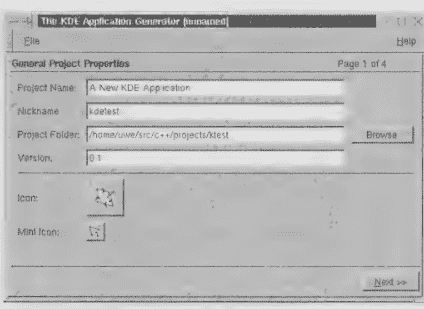 The KDE Application Generator (unnamed)
File Help
General Project Properties Page 1 of 4
Project Name: A New KDE Application
Nickname kdetest
Project Folder: /home/uwe/src/c++/projects/ktest Browse
Version: 0.1
Icon:
Mini Icon:
Next >>